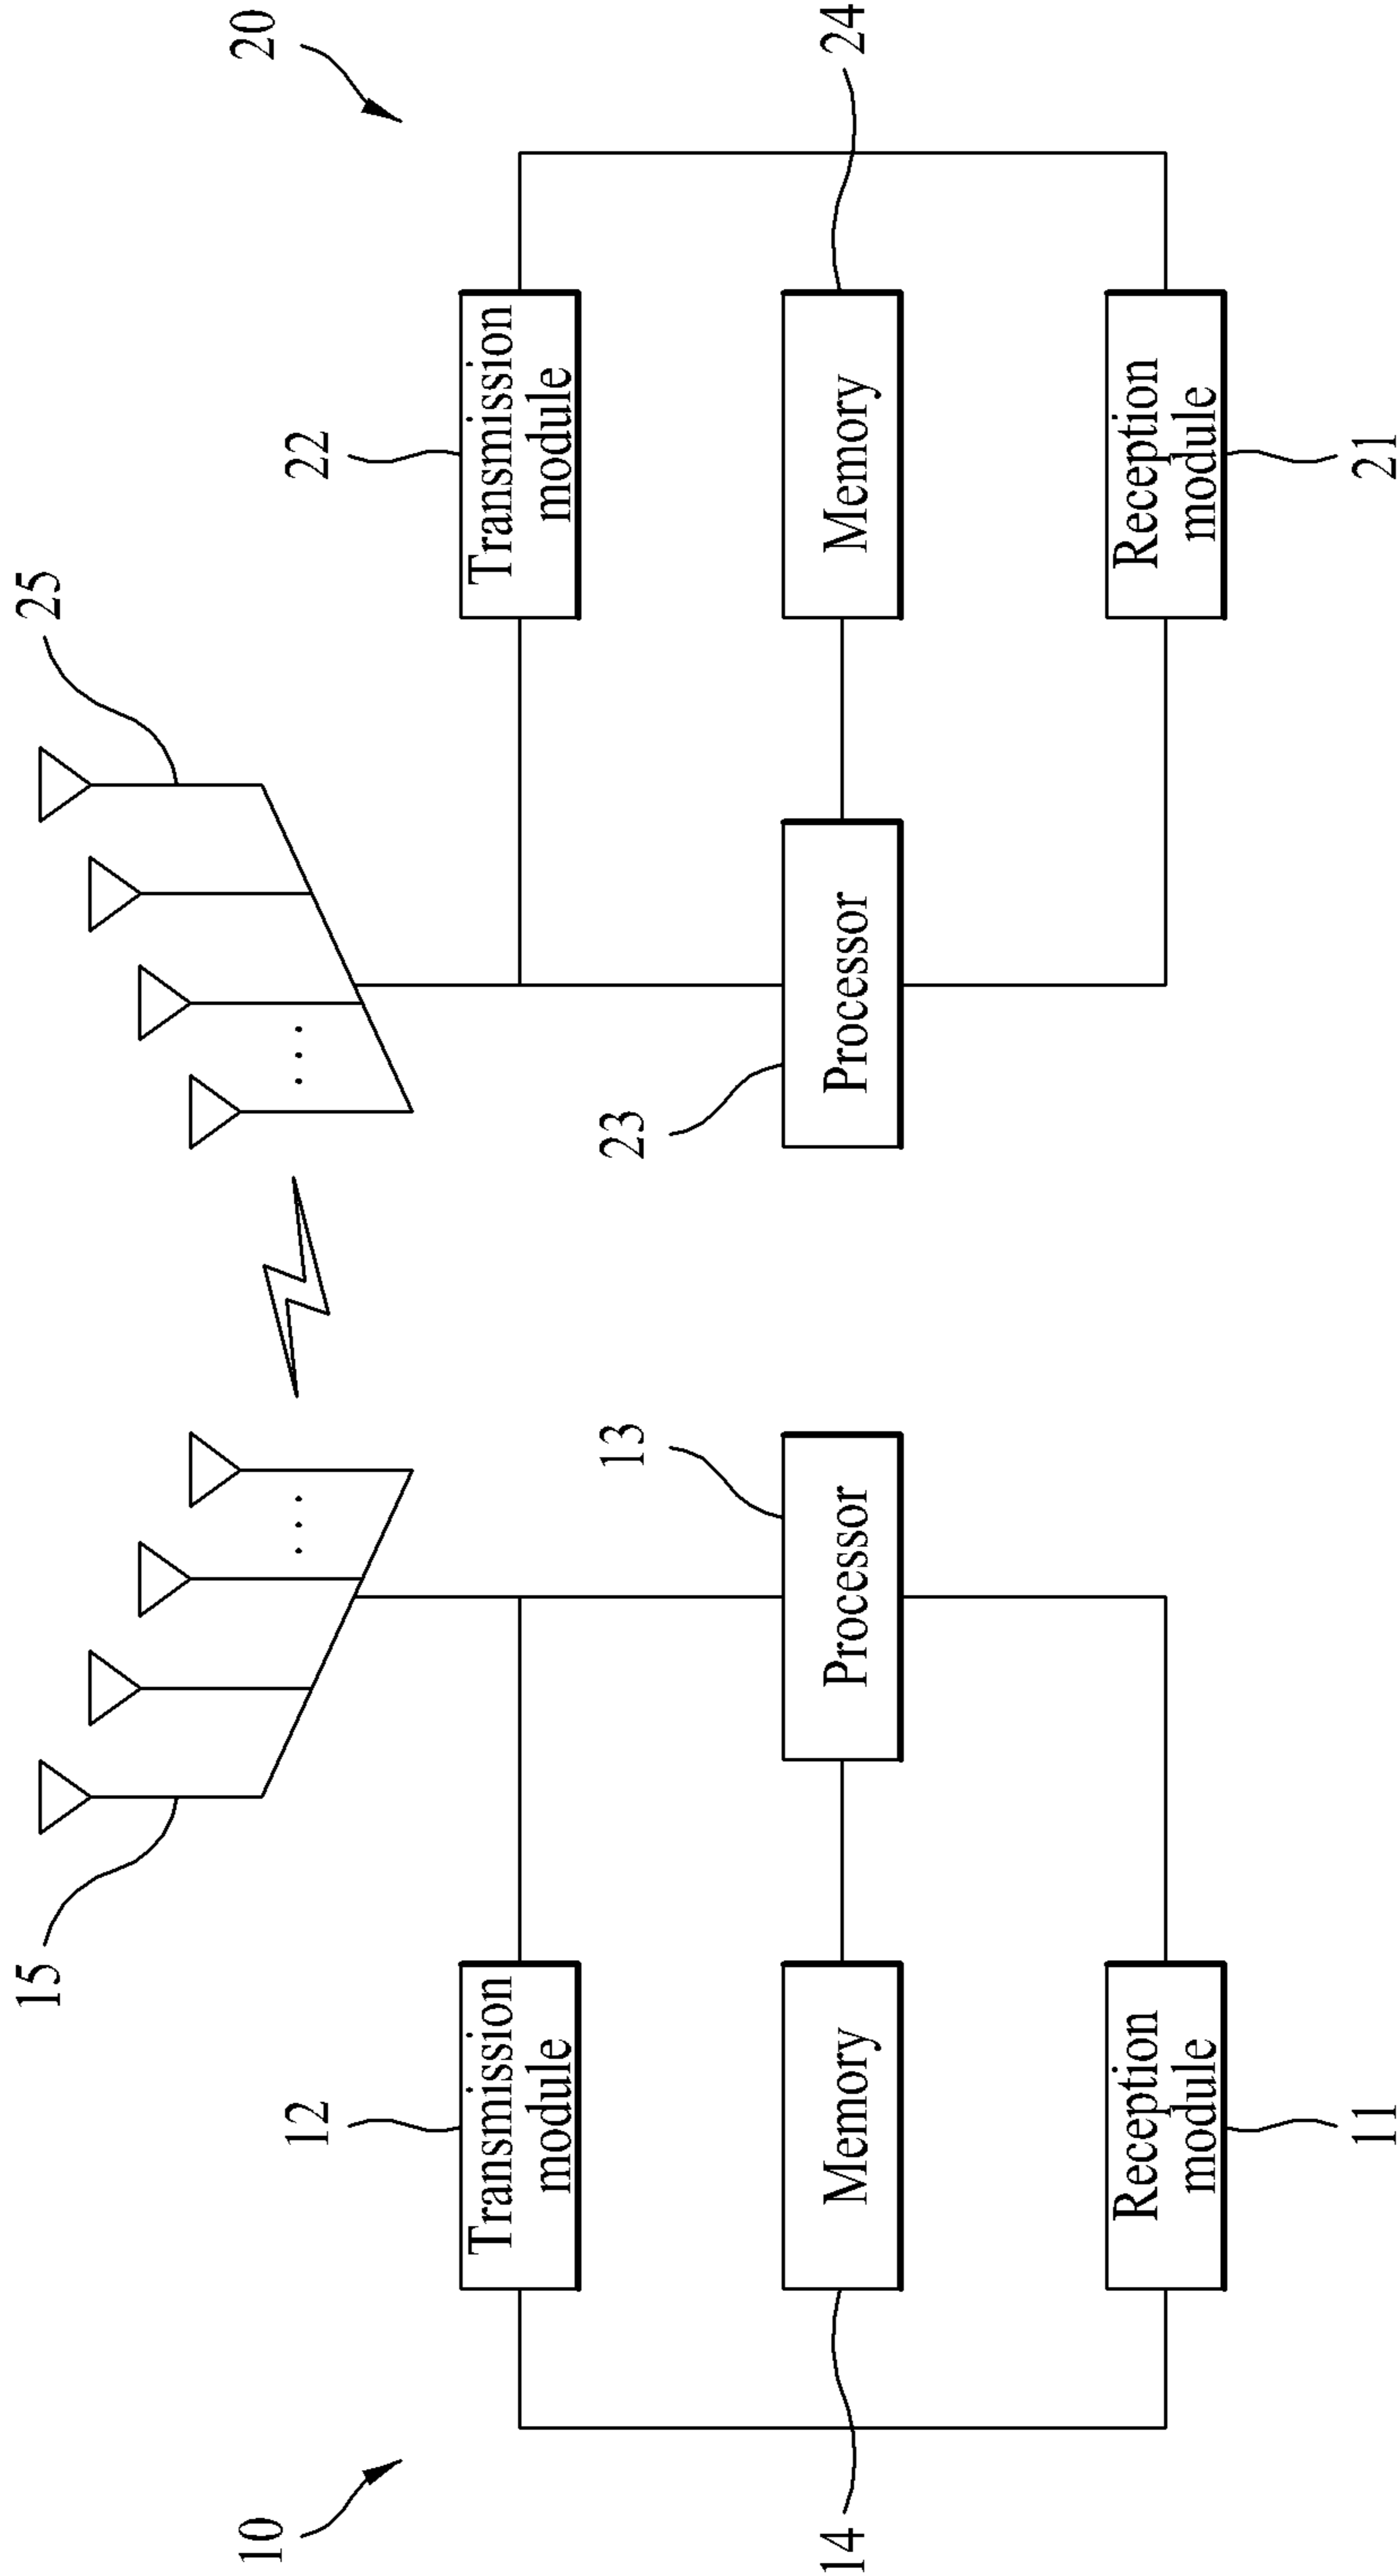 10
20
15
25
12
Transmission
module
22
Transmission
module
13
Processor
23
Processor
14
Memory
24
Memory
Reception
module
11
Reception
module
21